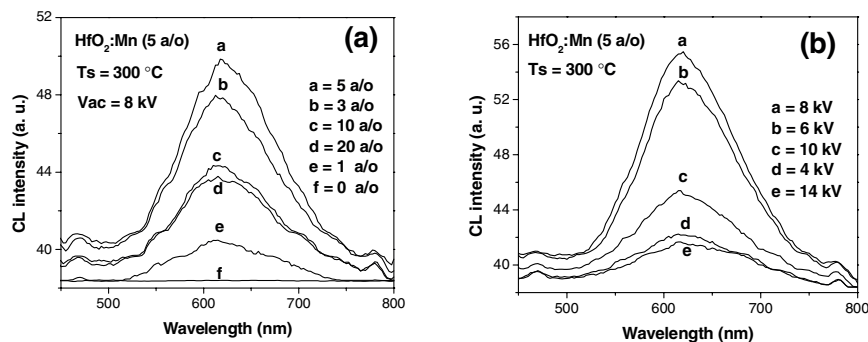 52
48
44
40
CL intensity (a. u.)
HfO2:Mn (5 a/o)
Ts = 300 °C
Vac = 8 kV
(a)
a
b
c
d
e
f
a = 5 a/o
b = 3 a/o
c = 10 a/o
d = 20 a/o
e = 1 a/o
f = 0 a/o
500 600 700 800
Wavelength (nm)
56
52
48
44
40
CL intensity (a. u.)
HfO2:Mn (5 a/o)
Ts = 300 °C
(b)
a
b
c
d
e
a = 8 kV
b = 6 kV
c = 10 kV
d = 4 kV
e = 14 kV
500 600 700 800
Wavelength (nm)